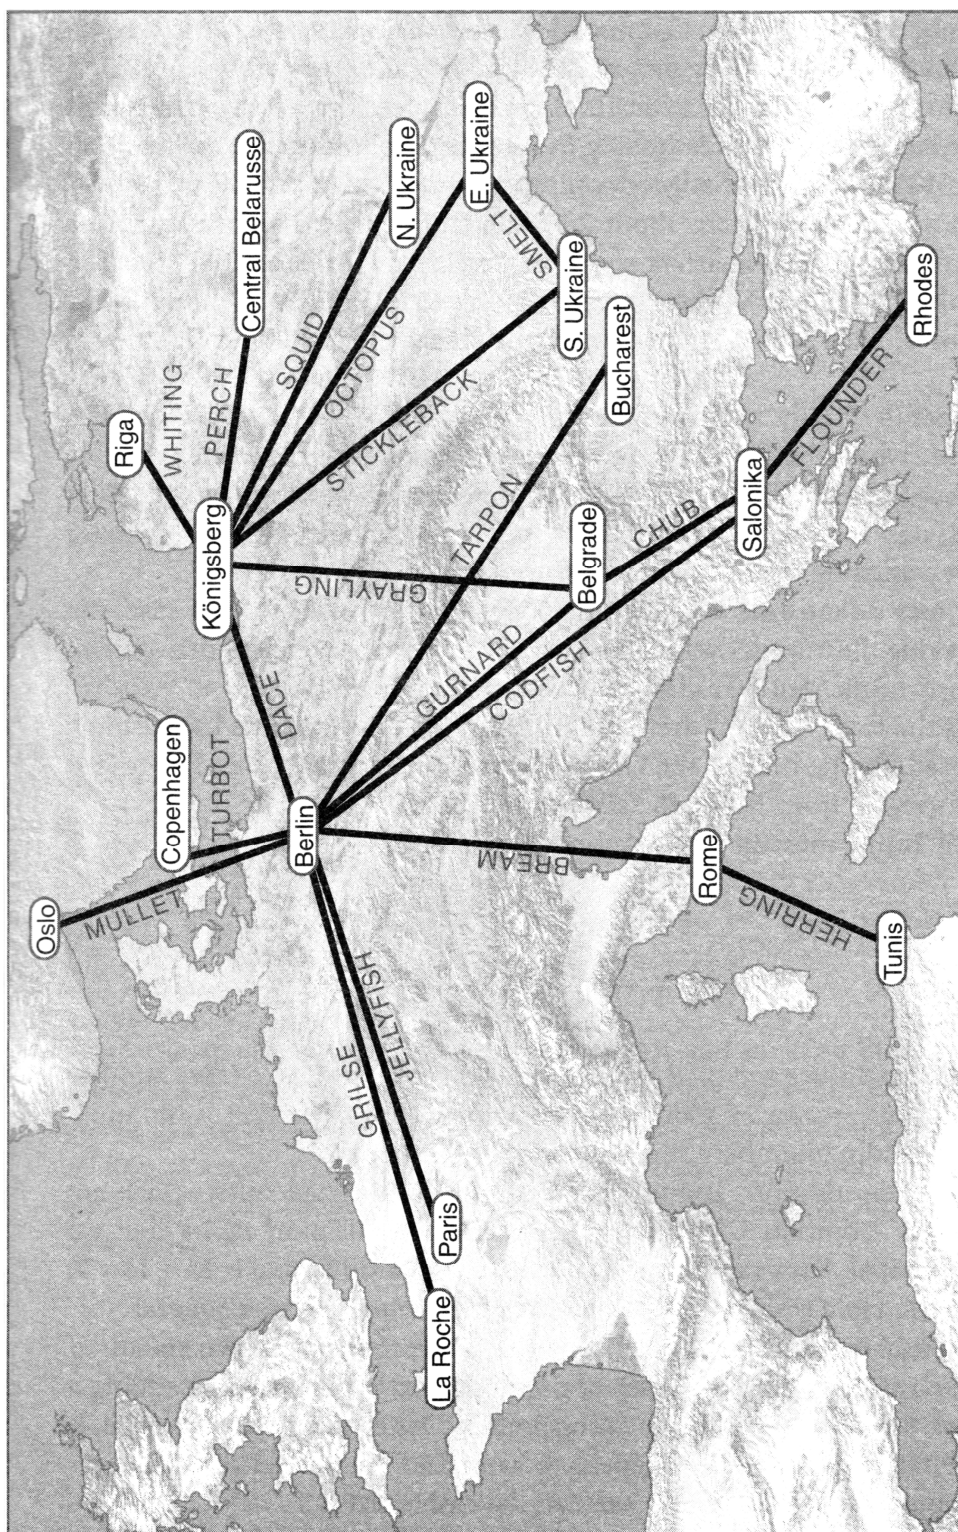 Oslo
MULLET
Copenhagen
TURBOT
Berlin
DACE
Königsberg
Riga
WHITING
PERCH
Central Belarusse
SQUID
N. Ukraine
OCTOPUS
E. Ukraine
SMELT
STICKLEBACK
S. Ukraine
Bucharest
TARPON
GRAYLING
Belgrade
GURNARD
CODFISH
CHUB
Salonika
FLOUNDER
Rhodes
BREAM
Rome
HERRING
Tunis
GRILSE
JELLYFISH
Paris
La Roche